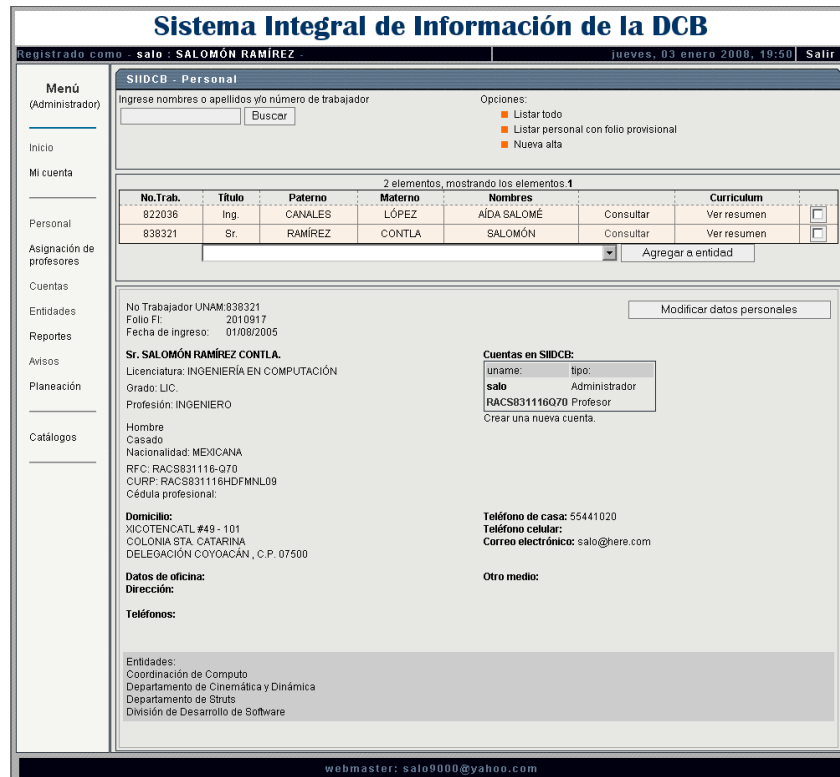 Sistema Integral de Información de la DCB
Registrado como - salo : SALOMÓN RAMÍREZ -
jueves, 03 enero 2008, 19:50 Salir
Menú
(Administrador)
Inicio
Mi cuenta
Personal
Asignación de
profesores
Cuentas
Entidades
Reportes
Avisos
Planeación
Catálogos
SIIDCB - Personal
Ingrese nombres o apellidos y/o número de trabajador
Buscar
Opciones:
Listar todo
Listar personal con folio provisional
Nueva alta
2 elementos, mostrando los elementos.1
No.Trab. Título Paterno Materno Nombres Curriculum
822036 Ing. CANALES LÓPEZ AÍDA SALOMÉ Consultar Ver resumen
838321 Sr. RAMÍREZ CONTLA SALOMÓN Consultar Ver resumen
Agregar a entidad
No Trabajador UNAM:838321
Folio FI: 2010917
Fecha de ingreso: 01/08/2005
Modificar datos personales
Sr. SALOMÓN RAMÍREZ CONTLA.
Licenciatura: INGENIERÍA EN COMPUTACIÓN
Grado: LIC.
Profesión: INGENIERO
Cuentas en SIIDCB:
uname: tipo:
salo Administrador
RACS831116Q70 Profesor
Crear una nueva cuenta.
Hombre
Casado
Nacionalidad: MEXICANA
RFC: RACS831116-Q70
CURP: RACS831116HDFMNL09
Cédula profesional:
Domicilio:
XICOTENCATL #49 - 101
COLONIA STA. CATARINA
DELEGACIÓN COYOACÁN , C.P. 07500
Teléfono de casa: 55441020
Teléfono celular:
Correo electrónico: salo@here.com
Datos de oficina:
Dirección:
Otro medio:
Teléfonos:
Entidades:
Coordinación de Computo
Departamento de Cinemática y Dinámica
Departamento de Struts
División de Desarrollo de Software
webmaster: salo9000@yahoo.com